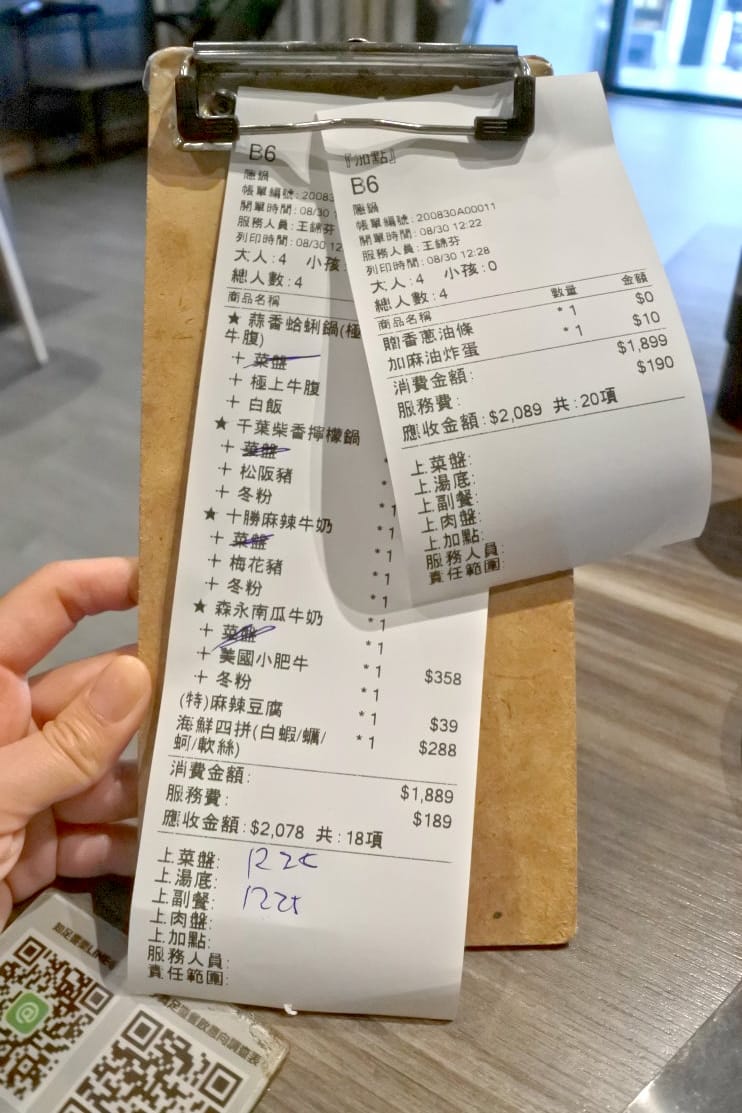 B6
應鍋
帳單編號:20083
開單時間:08/30
服務人員:王錦芬
列印時間:08/30 12
大人:4 小孩:
總人數:4
商品名稱
★蒜香蛤蜊鍋(極
牛腹)
＋菜盤
＋極上牛腹
＋白飯
★千葉柴香檸檬鍋
＋菜盤
＋松阪豬
＋冬粉
★十勝麻辣牛奶 *1
＋菜盤 *1
＋梅花豬 *1
＋冬粉 *1
★森永南瓜牛奶 *1
＋菜盤 *1
＋美國小肥牛 *1 $358
＋冬粉 *1
(特)麻辣豆腐 *1 $39
海鮮四拼(白蝦/蠣/ *1 $288
蚵/軟絲)
消費金額: $1,889
服務費: $189
應收金額:$2,078 共:18項
上菜盤: 1225
上湯底:
上副餐: 1225
上肉盤:
上加點:
服務人員:
責任範圍:
『加點』
B6
應鍋
帳單編號:200830A00011
開單時間:08/30 12:22
服務人員:王錦芬
列印時間:08/30 12:28
大人:4 小孩:0
總人數:4
商品名稱 數量 金額
贈香蔥油條 *1 $0
加麻油炸蛋 *1 $10
消費金額: $1,899
服務費: $190
應收金額:$2,089 共:20項
上菜盤:
上湯底:
上副餐:
上肉盤:
上加點:
服務人員:
責任範圍: